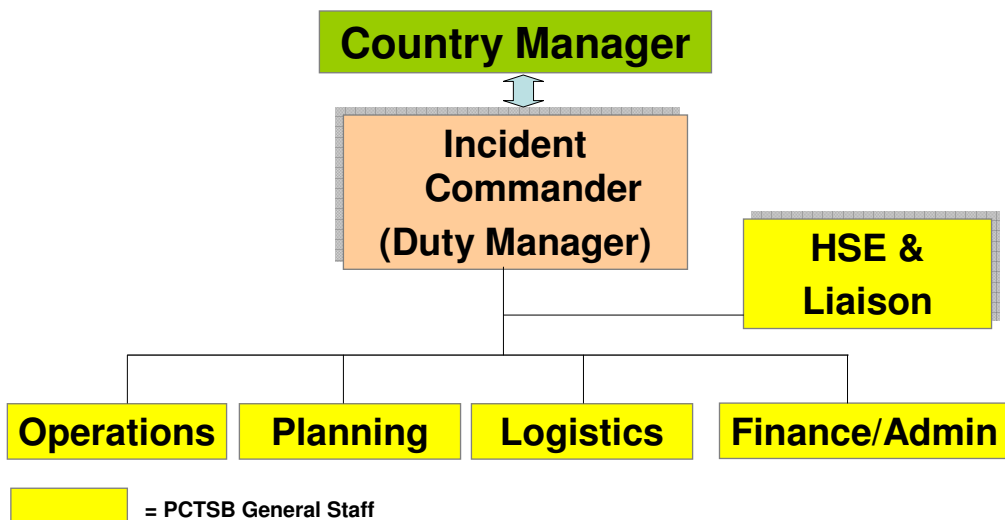 Country Manager
Incident
Commander
(Duty Manager)
HSE &
Liaison
Operations
Planning
Logistics
Finance/Admin
= PCTSB General Staff